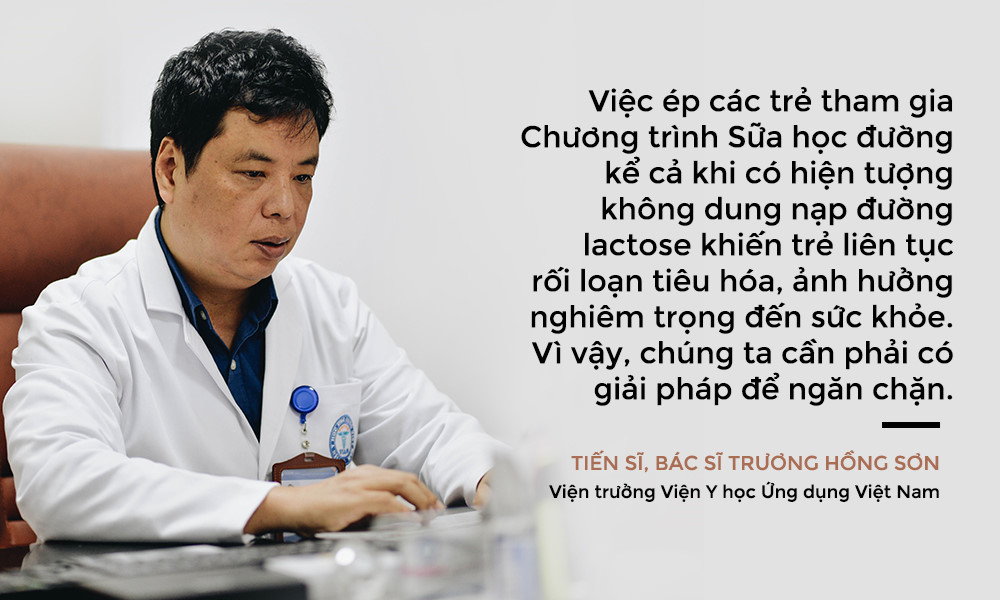 Việc ép các trẻ tham gia
Chương trình Sữa học đường
kể cả khi có hiện tượng
không dung nạp đường
lactose khiến trẻ liên tục
rối loạn tiêu hóa, ảnh hưởng
nghiêm trọng đến sức khỏe.
Vì vậy, chúng ta cần phải có
giải pháp để ngăn chặn.
TIẾN SĨ, BÁC SĨ TRƯƠNG HỒNG SƠN
Viện trưởng Viện Y học Ứng dụng Việt Nam